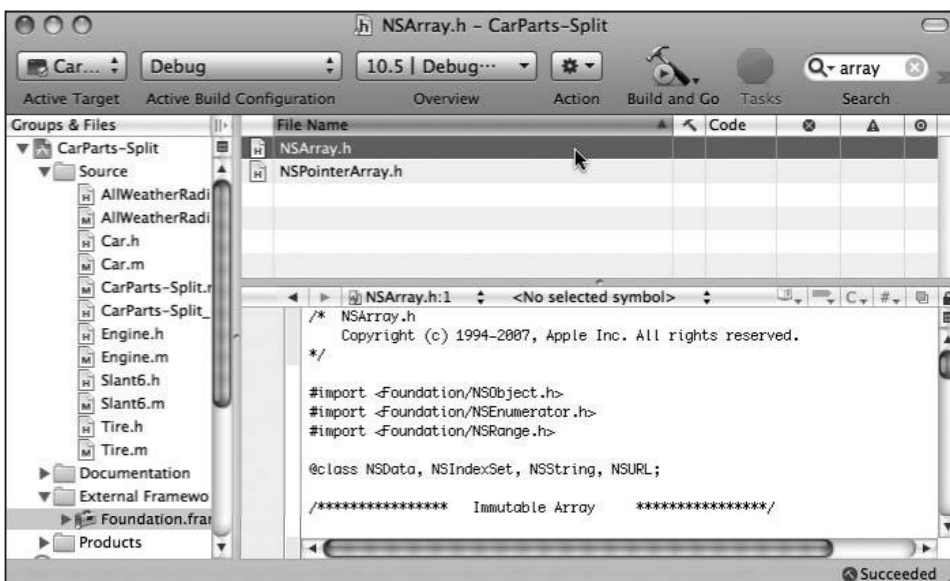 NSArray.h – CarParts-Split
Car... Debug 10.5 | Debug... array
Active Target Active Build Configuration Overview Action Build and Go Tasks Search
Groups & Files
CarParts-Split
Source
AllWeatherRadi
AllWeatherRadi
Car.h
Car.m
CarParts-Split.r
CarParts-Split_
Engine.h
Engine.m
Slant6.h
Slant6.m
Tire.h
Tire.m
Documentation
External Framewo
Foundation.frar
Products
File Name Code
NSArray.h
NSPointerArray.h
NSArray.h:1 <No selected symbol> C #
/* NSArray.h
Copyright (c) 1994-2007, Apple Inc. All rights reserved.
*/
#import <Foundation/NSObject.h>
#import <Foundation/NSEnumerator.h>
#import <Foundation/NSRange.h>
@class NSData, NSIndexSet, NSString, NSURL;
/**************** Immutable Array ****************/
Succeeded